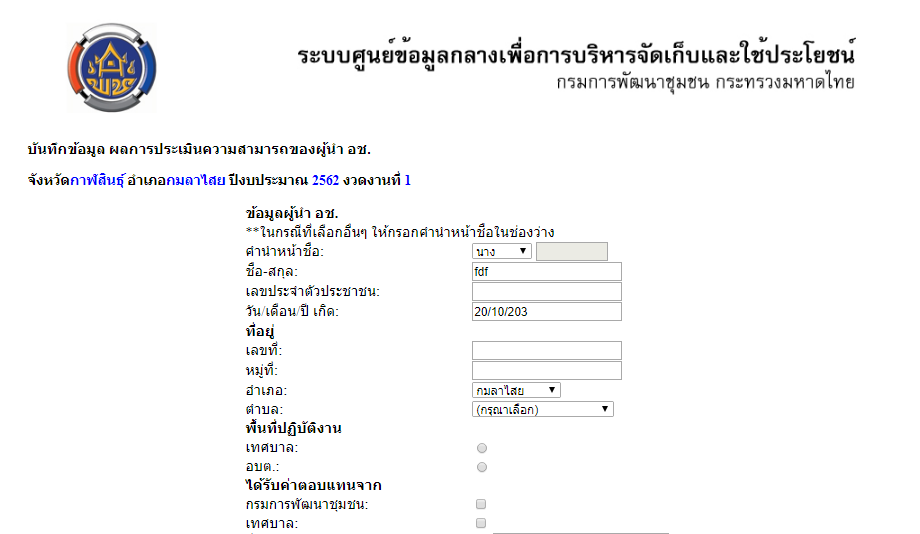 พช
ระบบศูนย์ข้อมูลกลางเพื่อการบริหารจัดเก็บและใช้ประโยชน์
กรมการพัฒนาชุมชน กระทรวงมหาดไทย
บันทึกข้อมูล ผลการประเมินความสามารถของผู้นำ อช.
จังหวัดกาฬสินธุ์ อำเภอกมลาไสย ปีงบประมาณ 2562 งวดงานที่ 1
ข้อมูลผู้นำ อช.
**ในกรณีที่เลือกอื่นๆ ให้กรอกคำนำหน้าชื่อในช่องว่าง
คำนำหน้าชื่อ: นาง
ชื่อ-สกุล: fdf
เลขประจำตัวประชาชน:
วัน/เดือน/ปี เกิด: 20/10/203
ที่อยู่
เลขที่:
หมู่ที่:
อำเภอ: กมลาไสย
ตำบล: (กรุณาเลือก)
พื้นที่ปฏิบัติงาน
เทศบาล:
อบต.:
ได้รับค่าตอบแทนจาก
กรมการพัฒนาชุมชน:
เทศบาล: